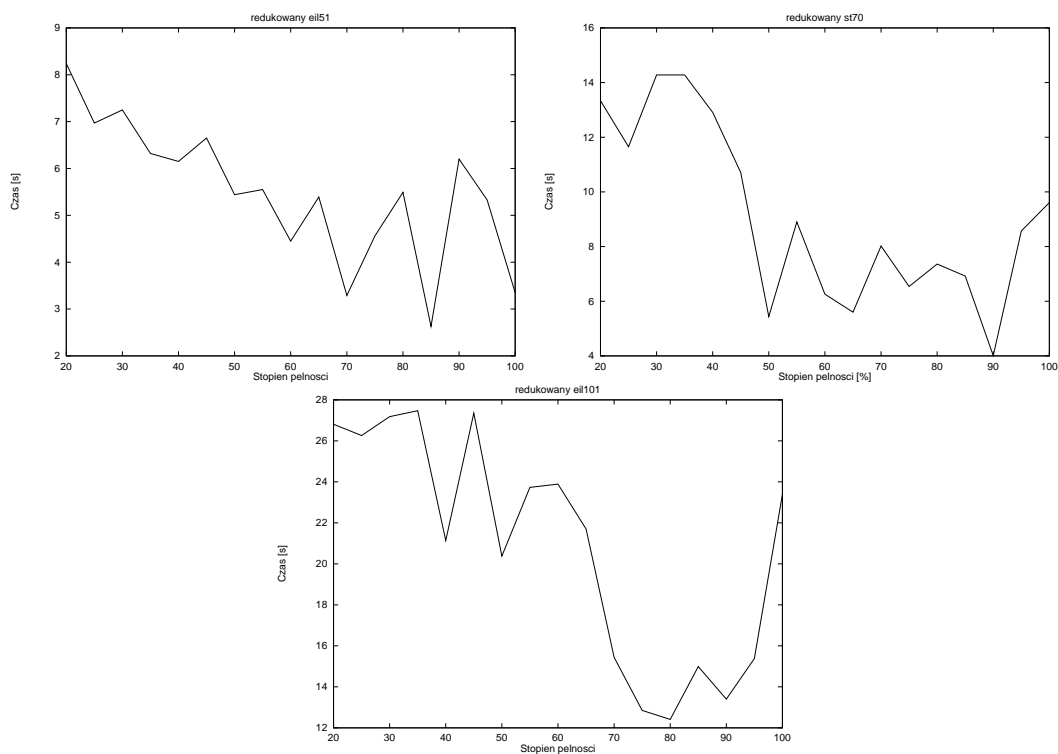 redukowany eil51
9
8
7
6
5
4
3
2
Czas [s]
20 30 40 50 60 70 80 90 100
Stopien pelnosci
redukowany st70
16
14
12
10
8
6
4
Czas [s]
20 30 40 50 60 70 80 90 100
Stopien pelnosci [%]
redukowany eil101
28
26
24
22
20
18
16
14
12
Czas [s]
20 30 40 50 60 70 80 90 100
Stopien pelnosci